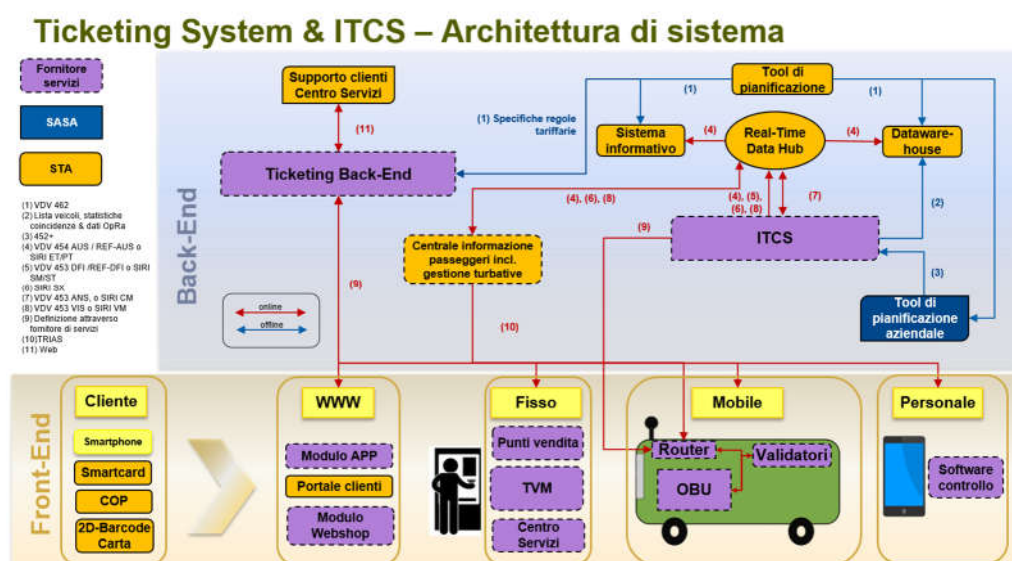 Ticketing System & ITCS – Architettura di sistema
Fornitore
servizi
SASA
STA
(1) VDV 462
(2) Lista veicoli, statistiche
coincidenze & dati OpRa
(3) 452+
(4) VDV 454 AUS / REF-AUS o
SIRI ET/PT
(5) VDV 453 DFI /REF-DFI o SIRI
SM/ST
(6) SIRI SX
(7) VDV 453 ANS, o SIRI CM
(8) VDV 453 VIS o SIRI VM
(9) Definizione attraverso
fornitore di servizi
(10)TRIAS
(11) Web
Back-End
Supporto clienti
Centro Servizi
(11)
Ticketing Back-End
(1) Specifiche regole
tariffarie
(1)
Tool di
pianificazione
(1)
Sistema
informativo
(4)
Real-Time
Data Hub
(4)
Dataware-
house
(4), (6), (8)
(4), (5),
(6), (8)
(7)
(2)
(9)
ITCS
Centrale informazione
passeggeri incl.
gestione turbative
(3)
Tool di
pianificazione
aziendale
online
offline
(9)
(10)
Front-End
Cliente
Smartphone
Smartcard
COP
2D-Barcode
Carta
WWW
Modulo APP
Portale clienti
Modulo
Webshop
Fisso
Punti vendita
TVM
Centro
Servizi
Mobile
Router
Validatori
OBU
Personale
Software
controllo